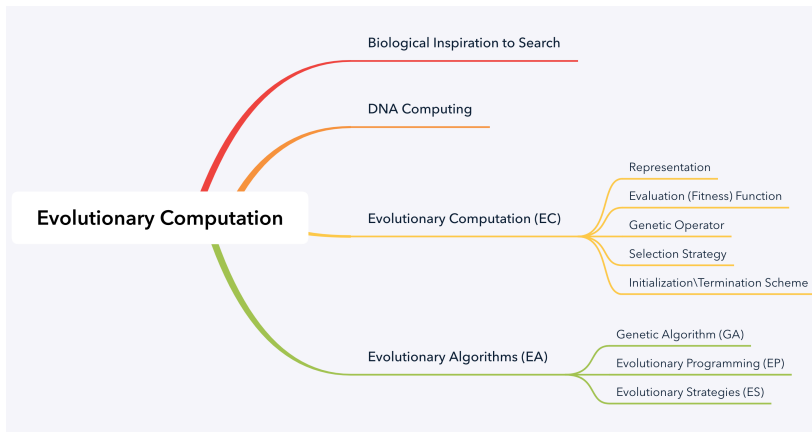 Evolutionary Computation
Biological Inspiration to Search
DNA Computing
Evolutionary Computation (EC)
Representation
Evaluation (Fitness) Function
Genetic Operator
Selection Strategy
Initialization\Termination Scheme
Evolutionary Algorithms (EA)
Genetic Algorithm (GA)
Evolutionary Programming (EP)
Evolutionary Strategies (ES)